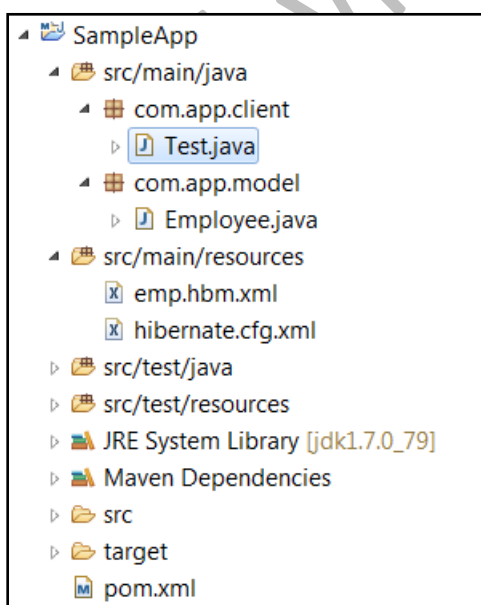 SampleApp
src/main/java
com.app.client
Test.java
com.app.model
Employee.java
src/main/resources
emp.hbm.xml
hibernate.cfg.xml
src/test/java
src/test/resources
JRE System Library [jdk1.7.0_79]
Maven Dependencies
src
target
pom.xml